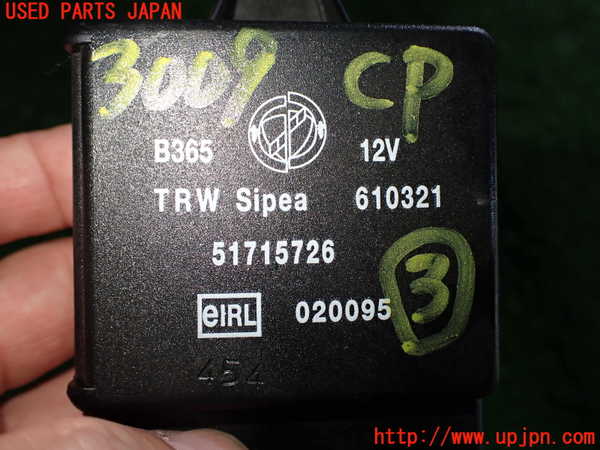 USED PARTS JAPAN
3009 CP
B365 12V
TRW Sipea 610321
51715726
3
eIRL 020095
454
http://www.upjpn.com/